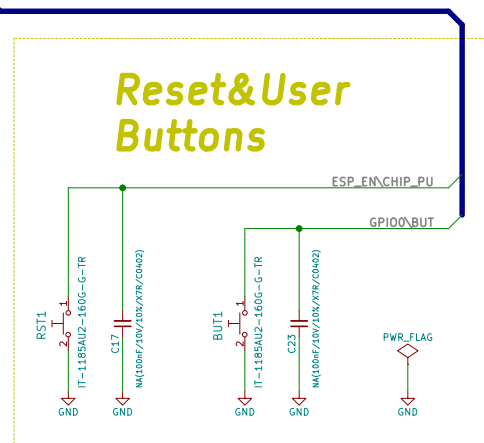 Reset&User
Buttons
ESP_EN\CHIP_PU
GPIO0\BUT
RST1
1
2
IT-1185AU2-160G-G-TR
C17
NA(100nF/10V/10%/X7R/C0402)
BUT1
1
2
IT-1185AU2-160G-G-TR
C23
NA(100nF/10V/10%/X7R/C0402)
PWR_FLAG
GND
GND
GND
GND
GND